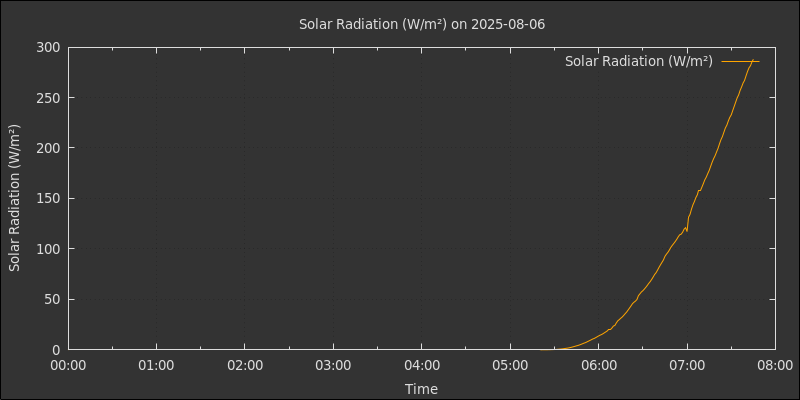 Solar Radiation (W/m²) on 2025-08-06
Solar Radiation (W/m²)
Solar Radiation (W/m²)
300
250
200
150
100
50
0
00:00 01:00 02:00 03:00 04:00 05:00 06:00 07:00 08:00
Time